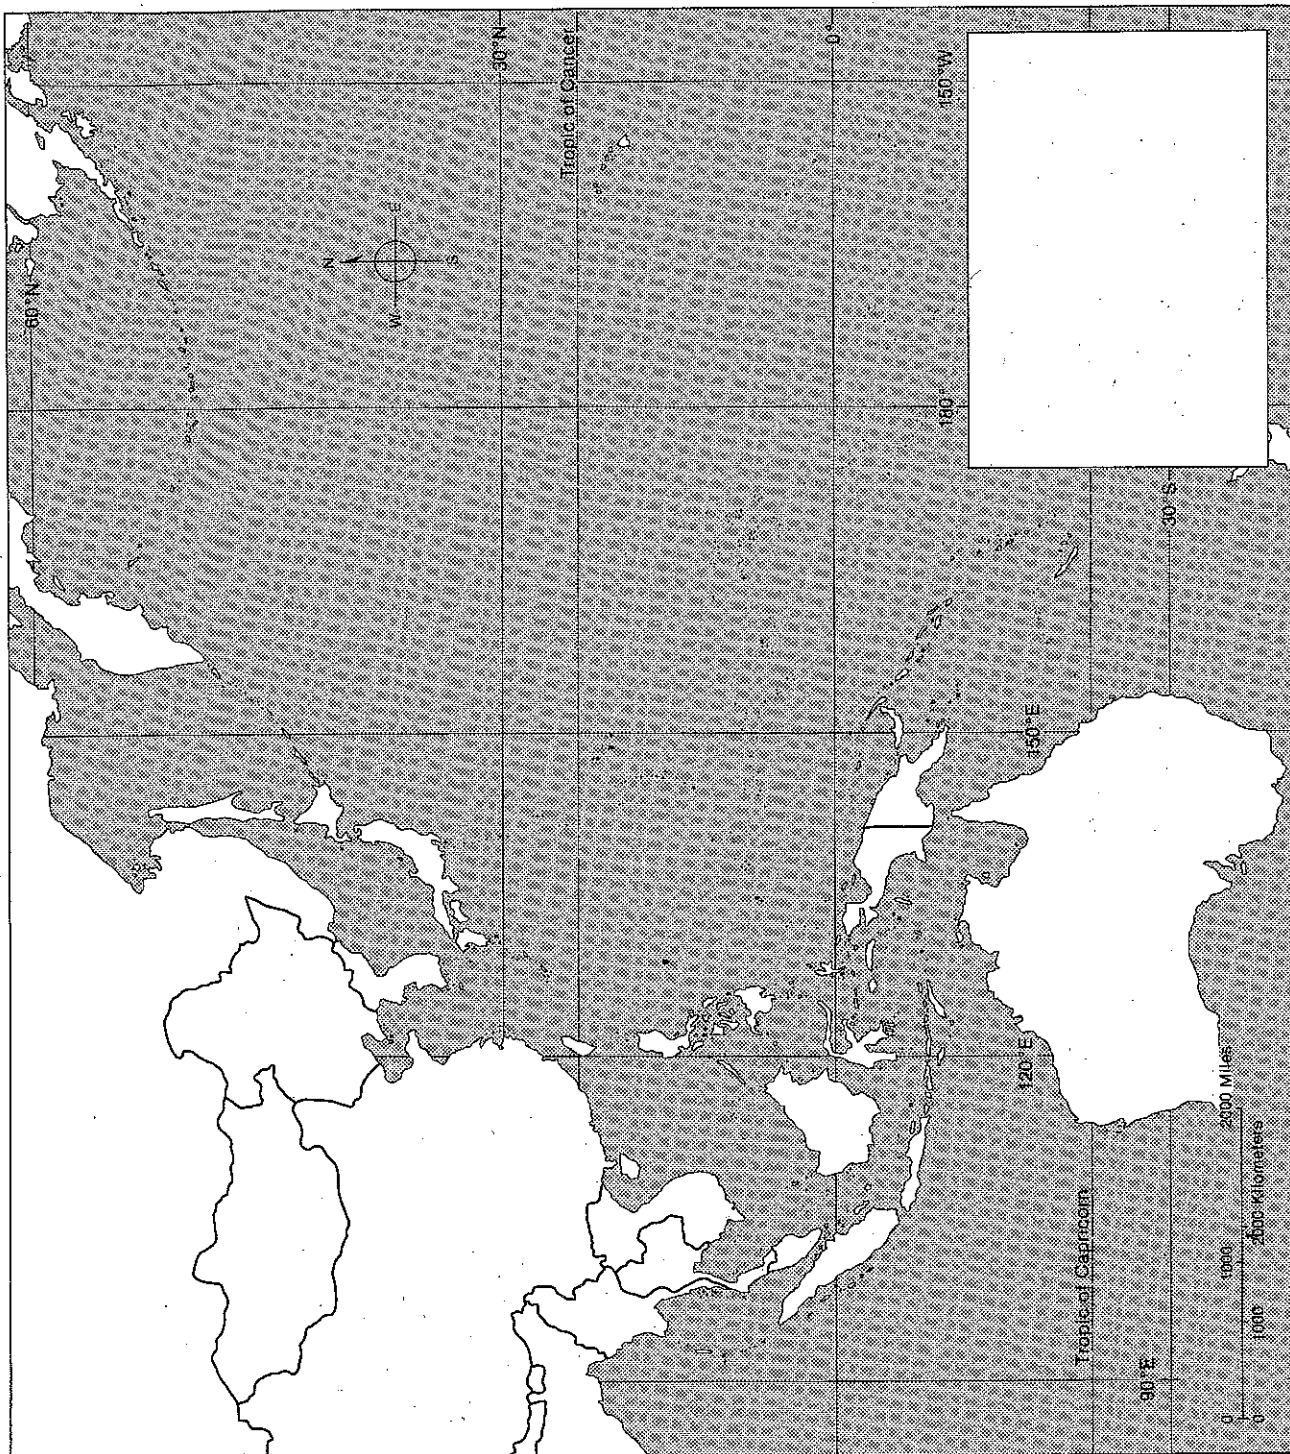 60°N
30°N
Tropic of Cancer
0°
150°W
180°
30°S
150°E
120°E
90°E
Tropic of Capricorn
N
W
E
S
0 1000 2000 Miles
0 1000 2000 Kilometers